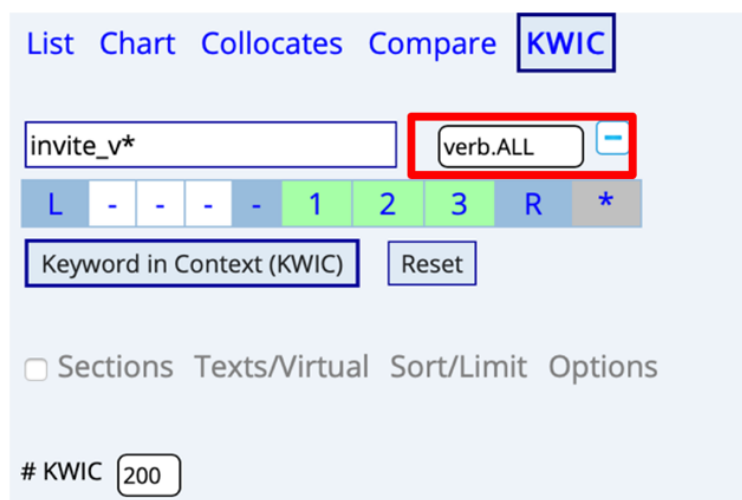 List Chart Collocates Compare KWIC
invite_v* verb.ALL −
L - - - - 1 2 3 R *
Keyword in Context (KWIC) Reset
Sections Texts/Virtual Sort/Limit Options
# KWIC 200